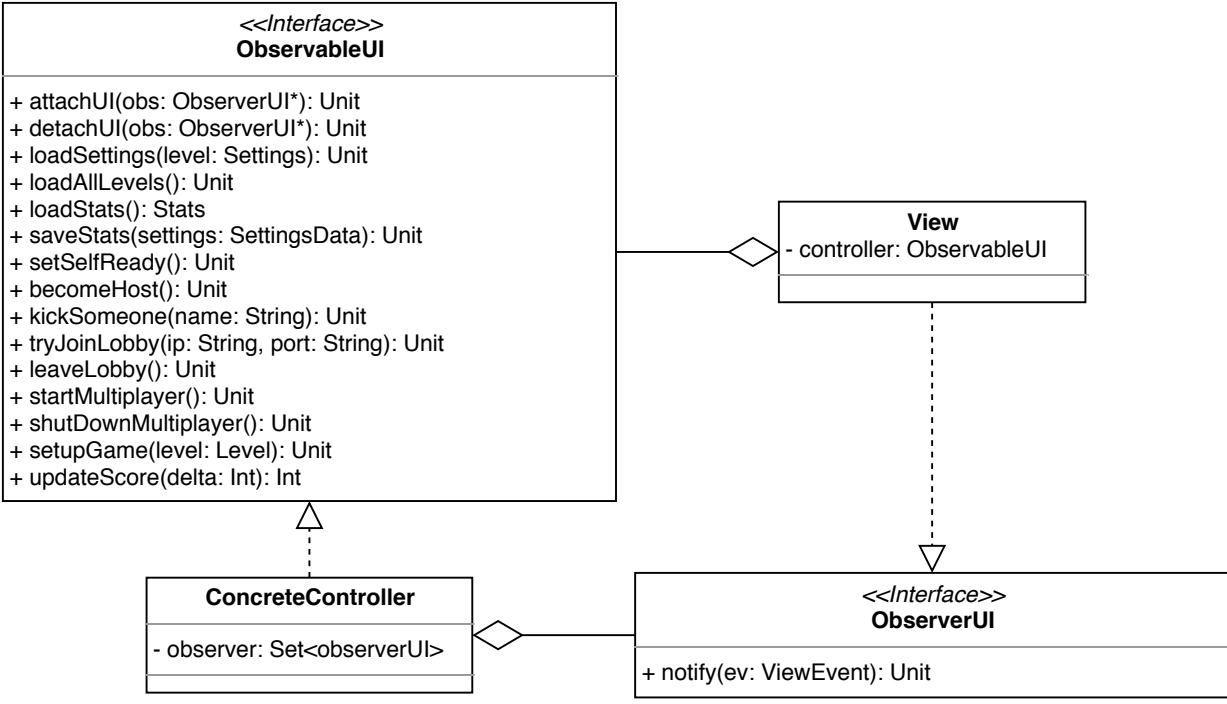 <<Interface>>
ObservableUI
+ attachUI(obs: ObserverUI*): Unit
+ detachUI(obs: ObserverUI*): Unit
+ loadSettings(level: Settings): Unit
+ loadAllLevels(): Unit
+ loadStats(): Stats
+ saveStats(settings: SettingsData): Unit
+ setSelfReady(): Unit
+ becomeHost(): Unit
+ kickSomeone(name: String): Unit
+ tryJoinLobby(ip: String, port: String): Unit
+ leaveLobby(): Unit
+ startMultiplayer(): Unit
+ shutDownMultiplayer(): Unit
+ setupGame(level: Level): Unit
+ updateScore(delta: Int): Int
View
- controller: ObservableUI
ConcreteController
- observer: Set<observerUI>
<<Interface>>
ObserverUI
+ notify(ev: ViewEvent): Unit